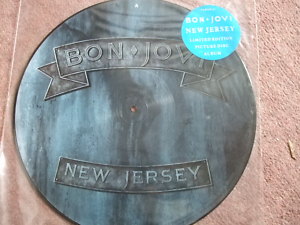 BON·JOVI
NEW JERSEY
BON·JOVI
NEW JERSEY
LIMITED EDITION
PICTURE DISC